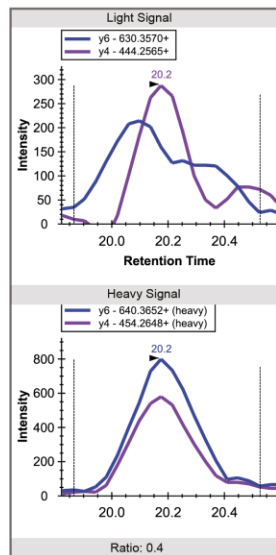 Light Signal
y6 - 630.3570+
y4 - 444.2565+
20.2
300
250
200
150
100
50
0
Intensity
20.0 20.2 20.4
Retention Time
Heavy Signal
y6 - 640.3652+ (heavy)
y4 - 454.2648+ (heavy)
20.2
800
600
400
200
0
Intensity
20.0 20.2 20.4
Ratio: 0.4